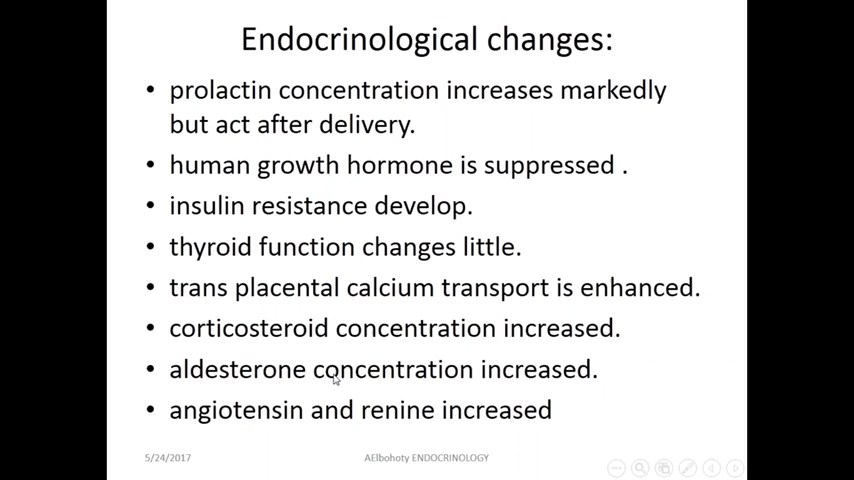 Endocrinological changes:
• prolactin concentration increases markedly
but act after delivery.
• human growth hormone is suppressed .
• insulin resistance develop.
• thyroid function changes little.
• trans placental calcium transport is enhanced.
• corticosteroid concentration increased.
• aldesterone concentration increased.
• angiotensin and renine increased
5/24/2017 AElbohoty ENDOCRINOLOGY